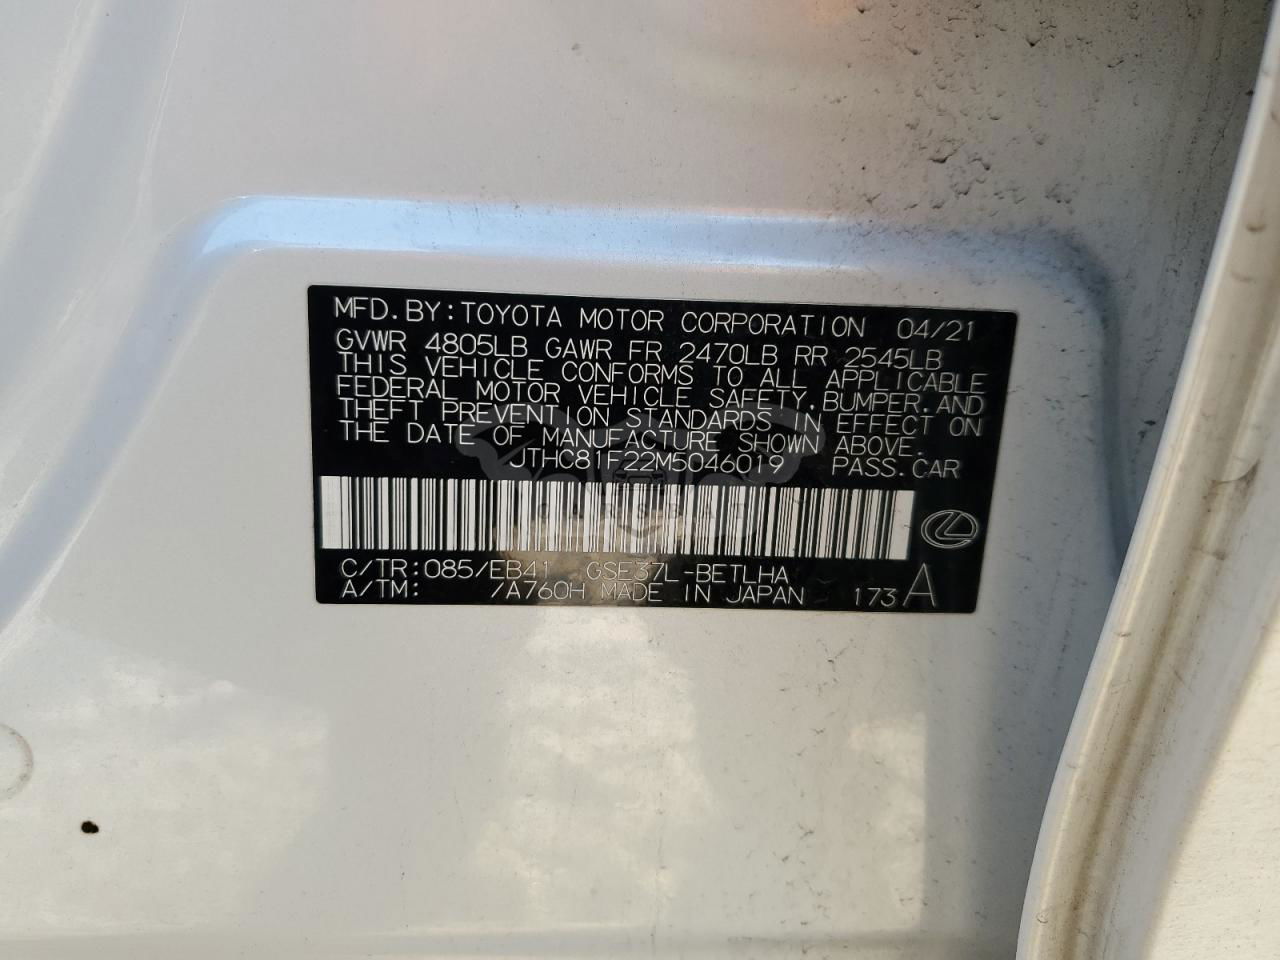 MFD.BY:TOYOTA MOTOR CORPORATION 04/21
GVWR 4805LB GAWR FR 2470LB RR 2545LB
THIS VEHICLE CONFORMS TO ALL APPLICABLE
FEDERAL MOTOR VEHICLE SAFETY,BUMPER,AND
THEFT PREVENTION STANDARDS IN EFFECT ON
THE DATE OF MANUFACTURE SHOWN ABOVE.
JTHC81F22M5046019 PASS.CAR
C/TR:085/EB41 GSE37L-BETLHA
A/TM: /A760H MADE IN JAPAN 173A